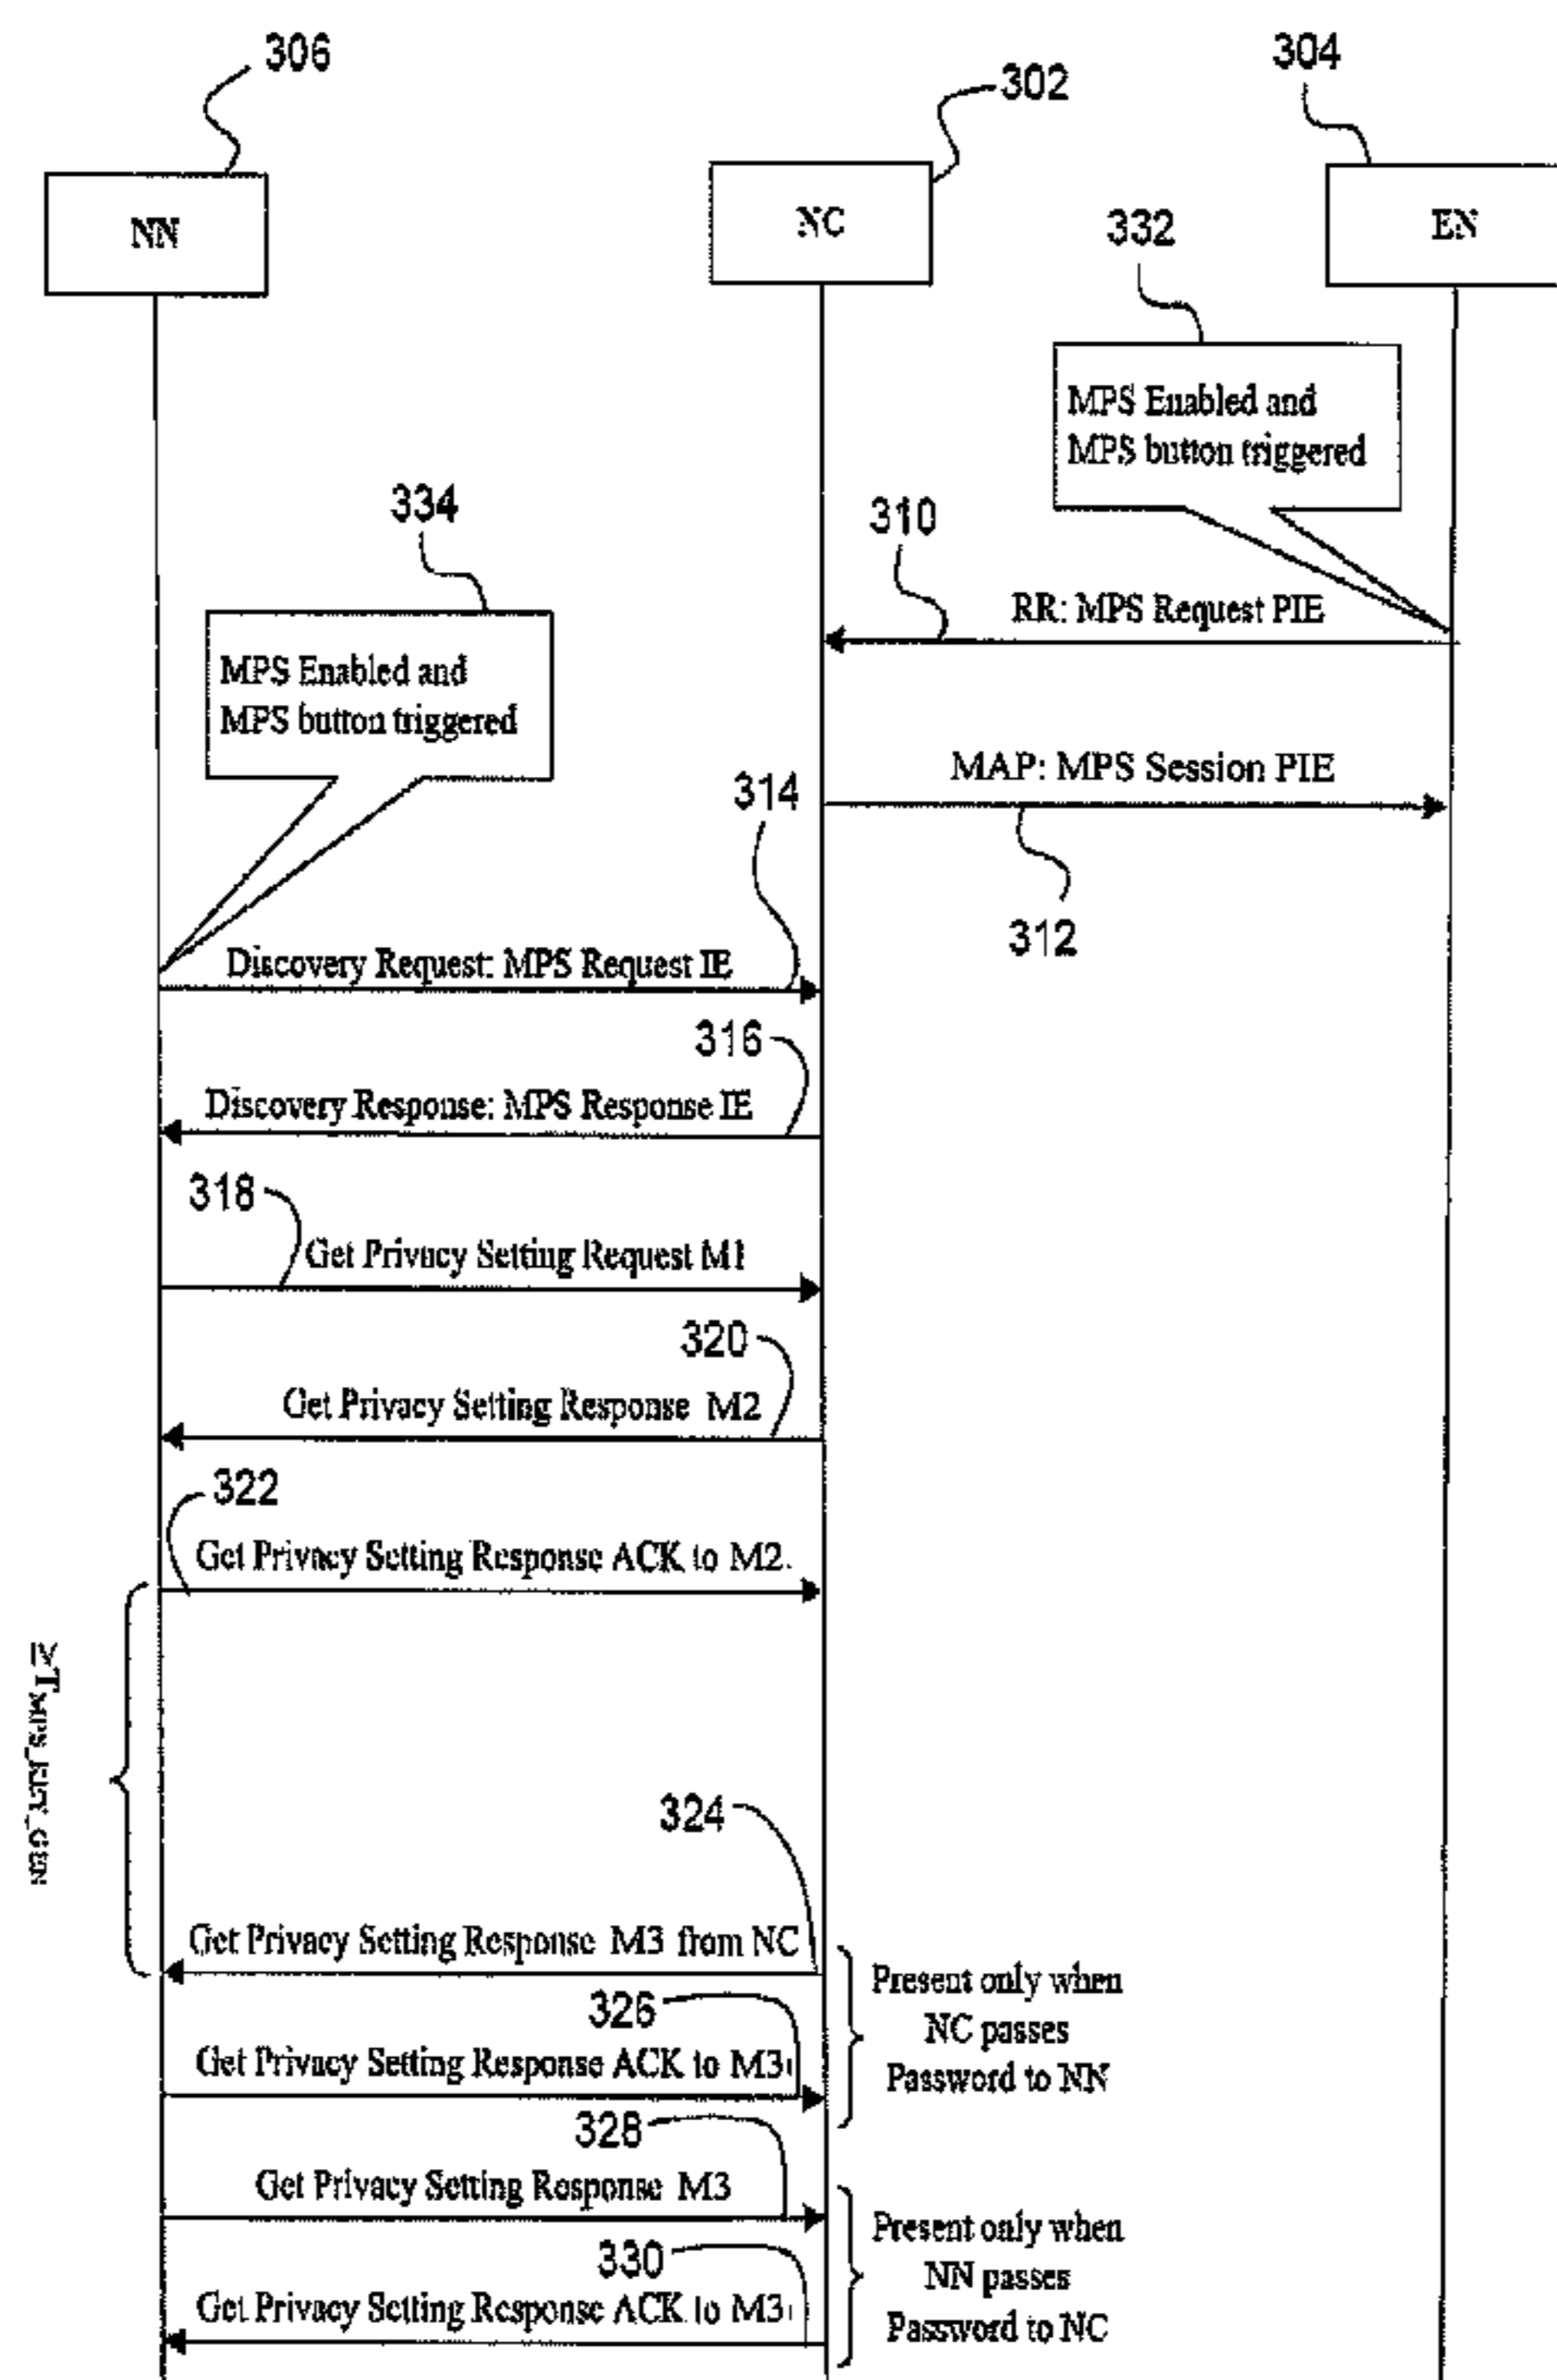 306
302
304
NN
NC
EN
332
MPS Enabled and
MPS button triggered
334
310
RR: MPS Request PIE
MPS Enabled and
MPS button triggered
314
MAP: MPS Session PIE
312
Discovery Request: MPS Request IE
316
Discovery Response: MPS Response IE
318
Get Privacy Setting Request M1
320
Get Privacy Setting Response M2
322
Get Privacy Setting Response ACK to M2
324
Get Privacy Setting Response M3 from NC
Present only when
NC passes
Password to NN
326
Get Privacy Setting Response ACK to M3
328
Get Privacy Setting Response M3
Present only when
NN passes
Password to NC
330
Get Privacy Setting Response ACK to M3